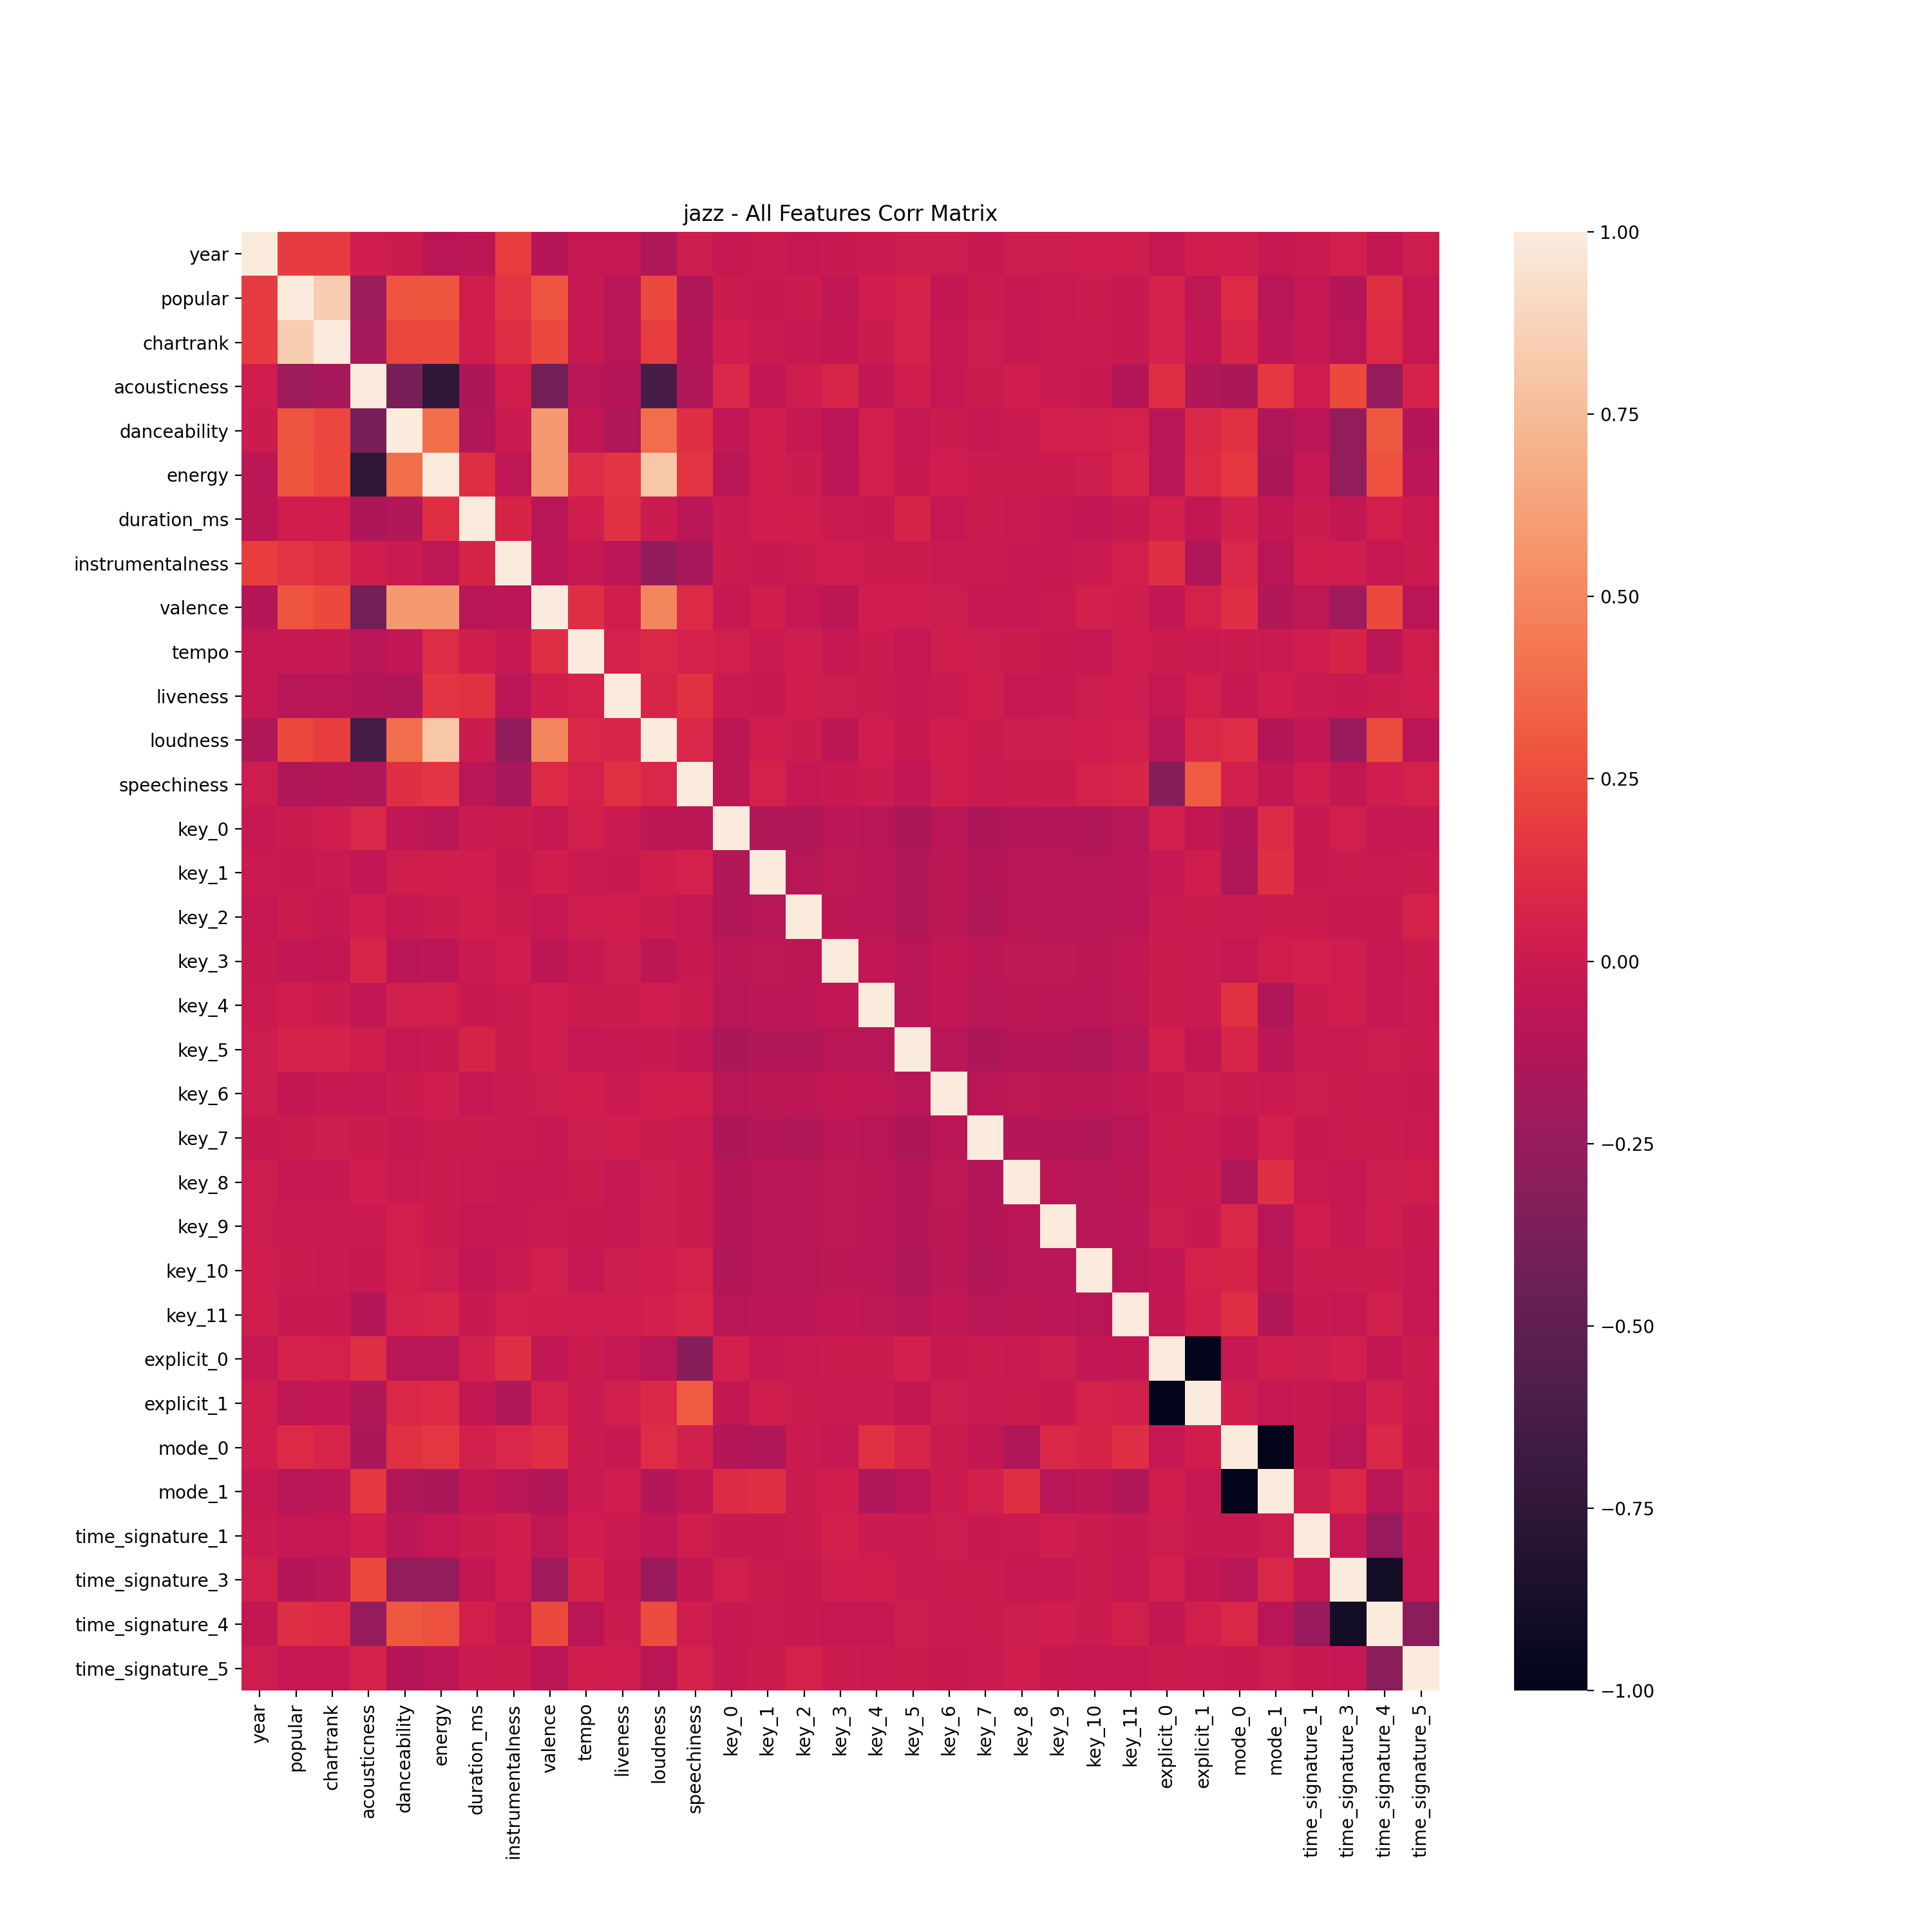 jazz - All Features Corr Matrix
year
popular
chartrank
acousticness
danceability
energy
duration_ms
instrumentalness
valence
tempo
liveness
loudness
speechiness
key_0
key_1
key_2
key_3
key_4
key_5
key_6
key_7
key_8
key_9
key_10
key_11
explicit_0
explicit_1
mode_0
mode_1
time_signature_1
time_signature_3
time_signature_4
time_signature_5
year
popular
chartrank
acousticness
danceability
energy
duration_ms
instrumentalness
valence
tempo
liveness
loudness
speechiness
key_0
key_1
key_2
key_3
key_4
key_5
key_6
key_7
key_8
key_9
key_10
key_11
explicit_0
explicit_1
mode_0
mode_1
time_signature_1
time_signature_3
time_signature_4
time_signature_5
1.00
0.75
0.50
0.25
0.00
−0.25
−0.50
−0.75
−1.00